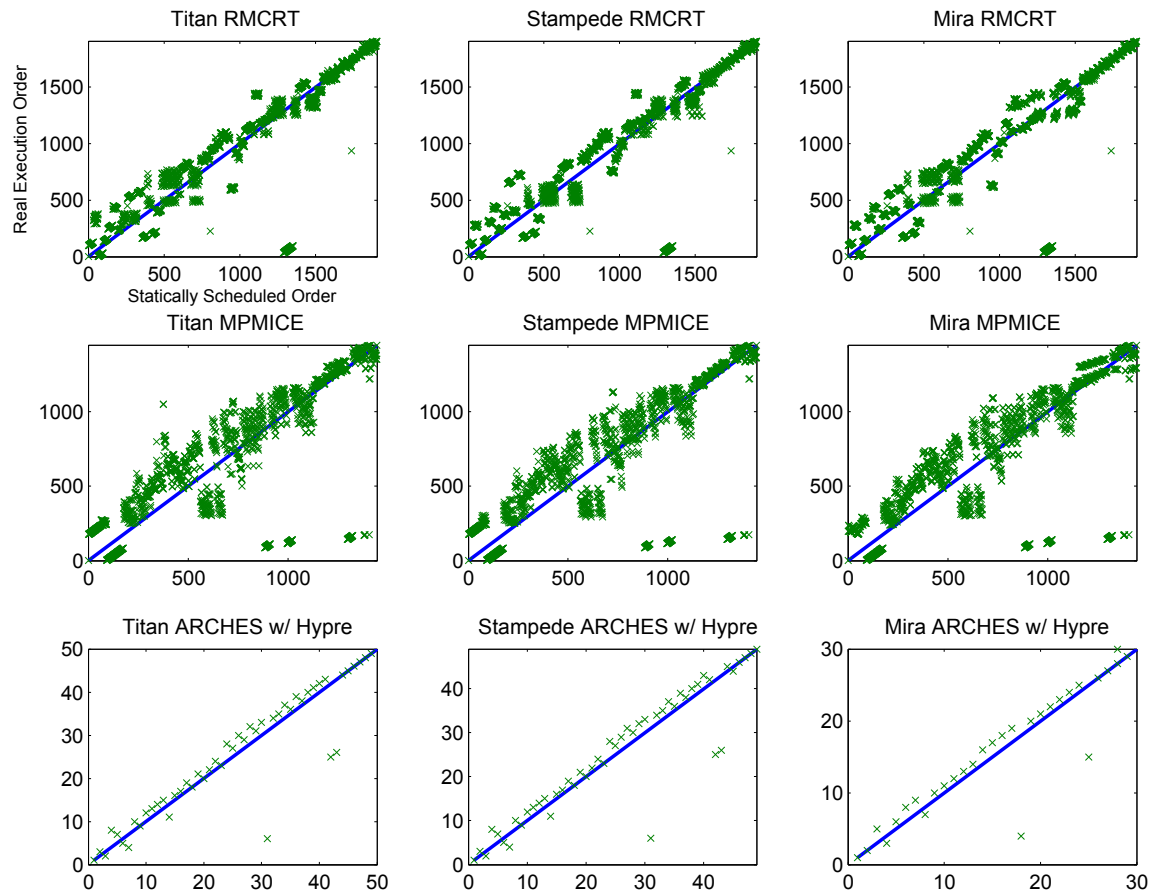 Titan RMCRT
Stampede RMCRT
Mira RMCRT
Real Execution Order
1500
1000
500
0
0 500 1000 1500
1500
1000
500
0
0 500 1000 1500
1500
1000
500
0
0 500 1000 1500
Statically Scheduled Order
Titan MPMICE
Stampede MPMICE
Mira MPMICE
1000
500
0
0 500 1000
1000
500
0
0 500 1000
1000
500
0
0 500 1000
Titan ARCHES w/ Hypre
Stampede ARCHES w/ Hypre
Mira ARCHES w/ Hypre
50
40
30
20
10
0
0 10 20 30 40 50
40
30
20
10
0
0 10 20 30 40
30
20
10
0
0 10 20 30